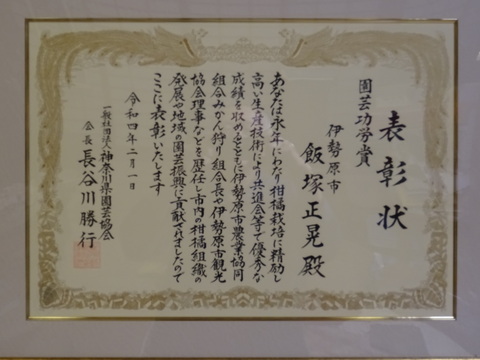 表彰状
園芸功労賞
伊勢原市
飯塚正晃殿
あなたは永年にわたり柑橘栽培に精励し
高い生産技術により共進会等で優秀な
成績を収めるとともに伊勢原市農業協同
組合みかん狩り組合長や伊勢原市観光
協会理事などを歴任し市内の柑橘組織の
発展や地域の園芸振興に貢献されましたので
ここに表彰いたします
令和四年二月一日
一般社団法人神奈川県園芸協会
会長長谷川勝行